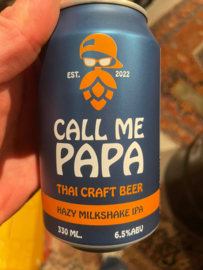 EST. 2022
CALL ME
PAPA
THAI CRAFT BEER
HAZY MILKSHAKE IPA
330 ML. 6.5%ABV